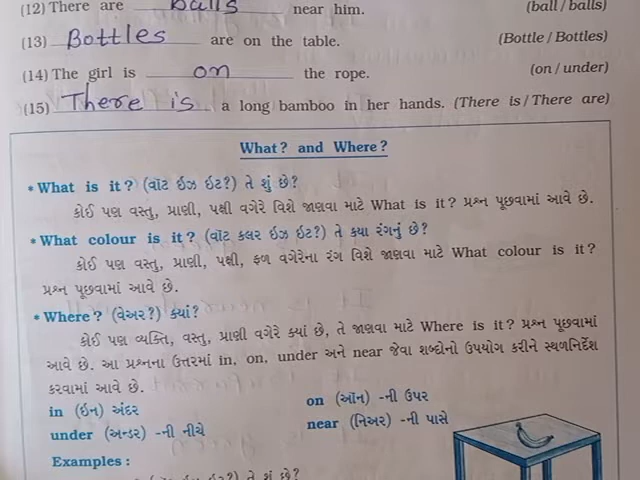 (12) There are balls near him. (ball / balls)
(13) Bottles are on the table. (Bottle / Bottles)
(14) The girl is on the rope. (on / under)
(15) There is a long bamboo in her hands. (There is / There are)
What? and Where?
• What is it? (વૉટ ઇઝ ઇટ?) તે શું છે?
કોઈ પણ વસ્તુ, પ્રાણી, પક્ષી વગેરે વિશે જાણવા માટે What is it? પ્રશ્ન પૂછવામાં આવે છે.
• What colour is it? (વૉટ કલર ઇઝ ઇટ?) તે કયા રંગનું છે?
કોઈ પણ વસ્તુ, પ્રાણી, પક્ષી, ફળ વગેરેના રંગ વિશે જાણવા માટે What colour is it?
પ્રશ્ન પૂછવામાં આવે છે.
• Where? (વેઅર?) ક્યાં?
કોઈ પણ વ્યક્તિ, વસ્તુ, પ્રાણી વગેરે ક્યાં છે, તે જાણવા માટે Where is it? પ્રશ્ન પૂછવામાં
આવે છે. આ પ્રશ્નના ઉત્તરમાં in, on, under અને near જેવા શબ્દોનો ઉપયોગ કરીને સ્થળનિર્દેશ
કરવામાં આવે છે.
in (ઇન) અંદર on (ઑન) -ની ઉપર
under (અન્ડર) -ની નીચે near (નિઅર) -ની પાસે
Examples :
ઇટ?) તે શું છે?